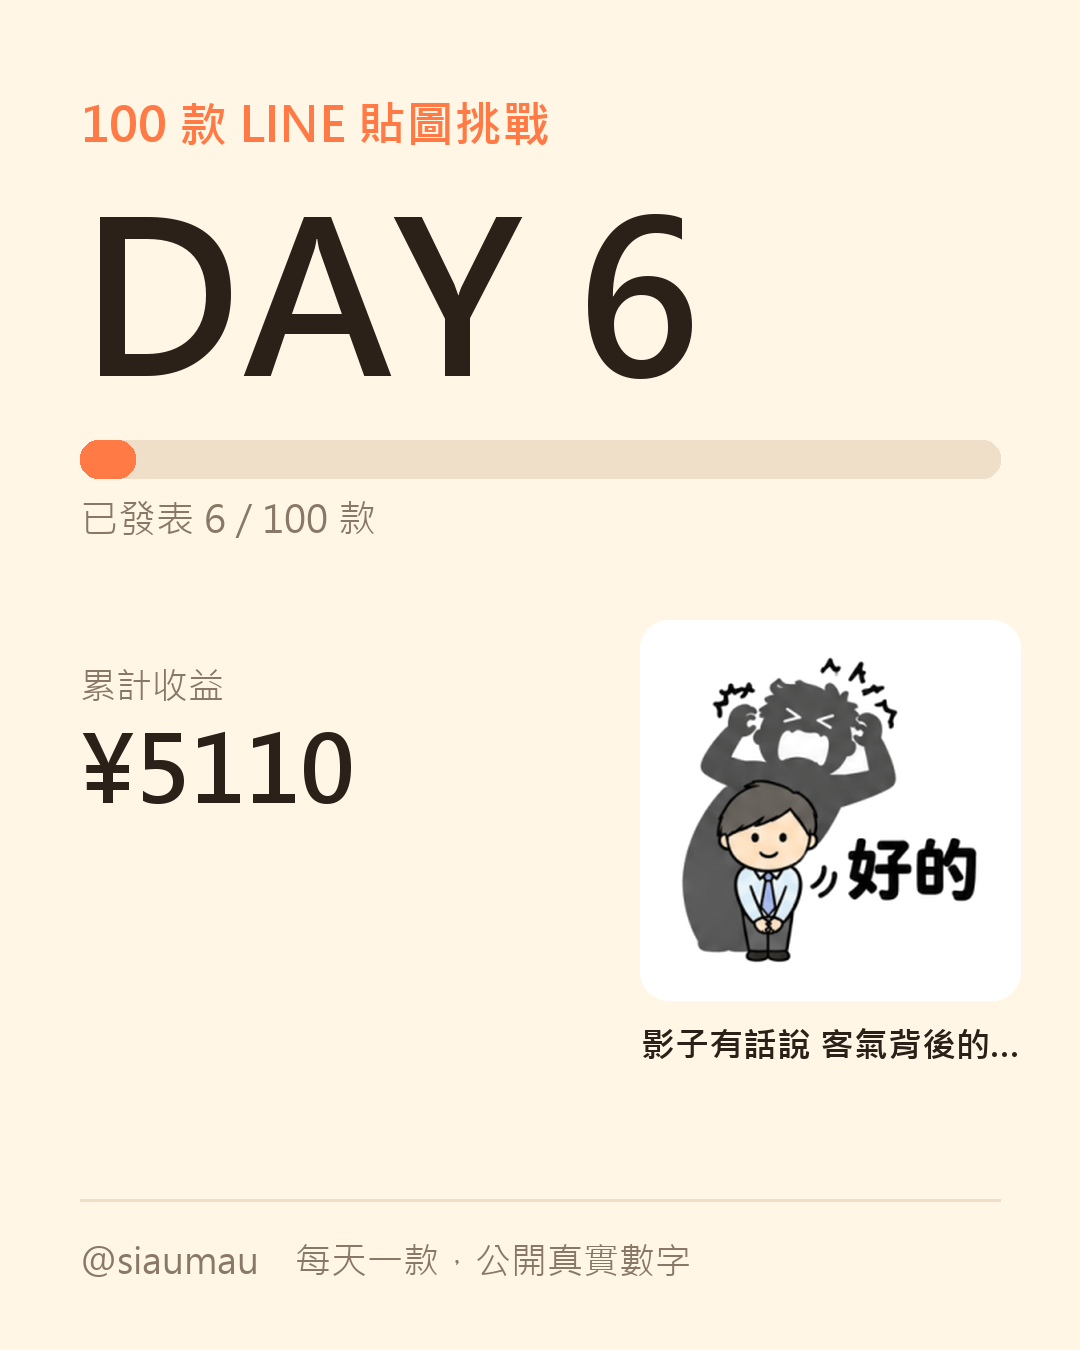 100 款 LINE 貼圖挑戰
DAY 6
已發表 6 / 100 款
累計收益
¥5110
好的
影子有話說 客氣背後的...
@siaumau 每天一款，公開真實數字